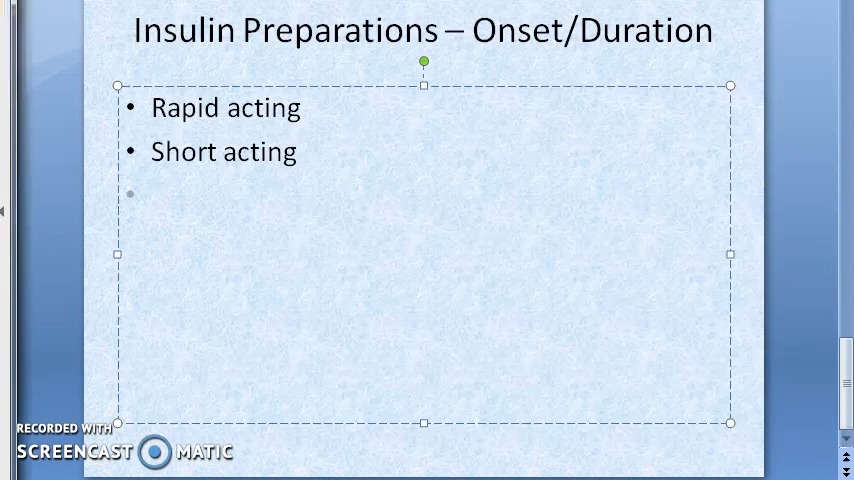 Insulin Preparations – Onset/Duration
• Rapid acting
• Short acting
•
RECORDED WITH
SCREENCAST MATIC